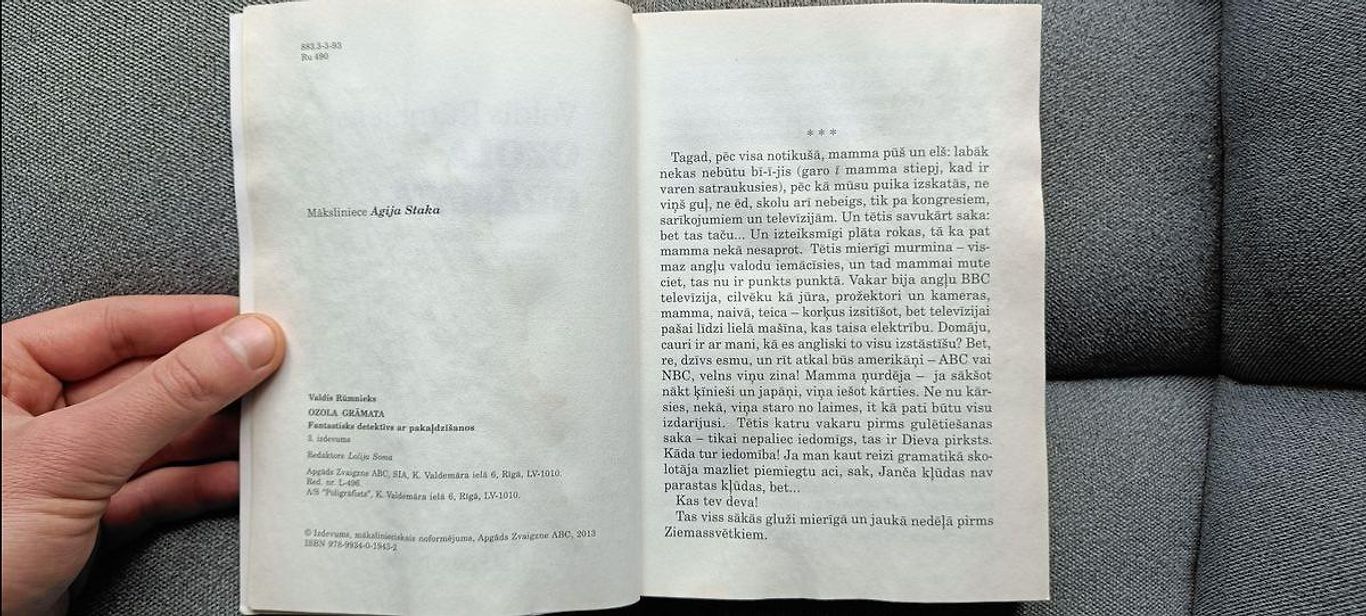 883.3-3-93
Ru 490
Māksliniece Agija Staka
Valdis Rūmnieks
OZOLA GRĀMATA
Fantastisks detektīvs ar pakaļdzīšanos
3. izdevums
Redaktore Lolija Soma
Apgāds Zvaigzne ABC, SIA, K. Valdemāra ielā 6, Rīgā, LV-1010.
Red. nr. L-496.
A/S "Poligrāfists", K. Valdemāra ielā 6, Rīgā, LV-1010.
© Izdevums, mākslinieciskais noformējums, Apgāds Zvaigzne ABC, 2013
ISBN 978-9934-0-1943-2
* * *
Tagad, pēc visa notikušā, mamma pūš un elš: labāk
nekas nebūtu bī-ī-jis (garo ī mamma stiepj, kad ir
varen satraukusies), pēc kā mūsu puika izskatās, ne
viņš guļ, ne ēd, skolu arī nebeigs, tik pa kongresiem,
sarīkojumiem un televīzijām. Un tētis savukārt saka:
bet tas taču... Un izteiksmīgi plāta rokas, tā ka pat
mamma nekā nesaprot. Tētis mierīgi murmina – vis-
maz angļu valodu iemācīsies, un tad mammai mute
ciet, tas nu ir punkts punktā. Vakar bija angļu BBC
televīzija, cilvēku kā jūra, prožektori un kameras,
mamma, naivā, teica – korķus izsitīšot, bet televīzijai
pašai līdzi lielā mašīna, kas taisa elektrību. Domāju,
cauri ir ar mani, kā es angliski to visu izstāstīšu? Bet,
re, dzīvs esmu, un rīt atkal būs amerikāņi – ABC vai
NBC, velns viņu zina! Mamma ņurdēja – ja sākšot
nākt ķīnieši un japāņi, viņa iešot kārties. Ne nu kār-
sies, nekā, viņa staro no laimes, it kā pati būtu visu
izdarījusi. Tētis katru vakaru pirms gulētiešanas
saka – tikai nepaliec iedomīgs, tas ir Dieva pirksts.
Kāda tur iedomība! Ja man kaut reizi gramatikā sko-
lotāja mazliet piemiegtu aci, sak, Janča kļūdas nav
parastas kļūdas, bet...
Kas tev deva!
Tas viss sākās gluži mierīgā un jaukā nedēļā pirms
Ziemassvētkiem.